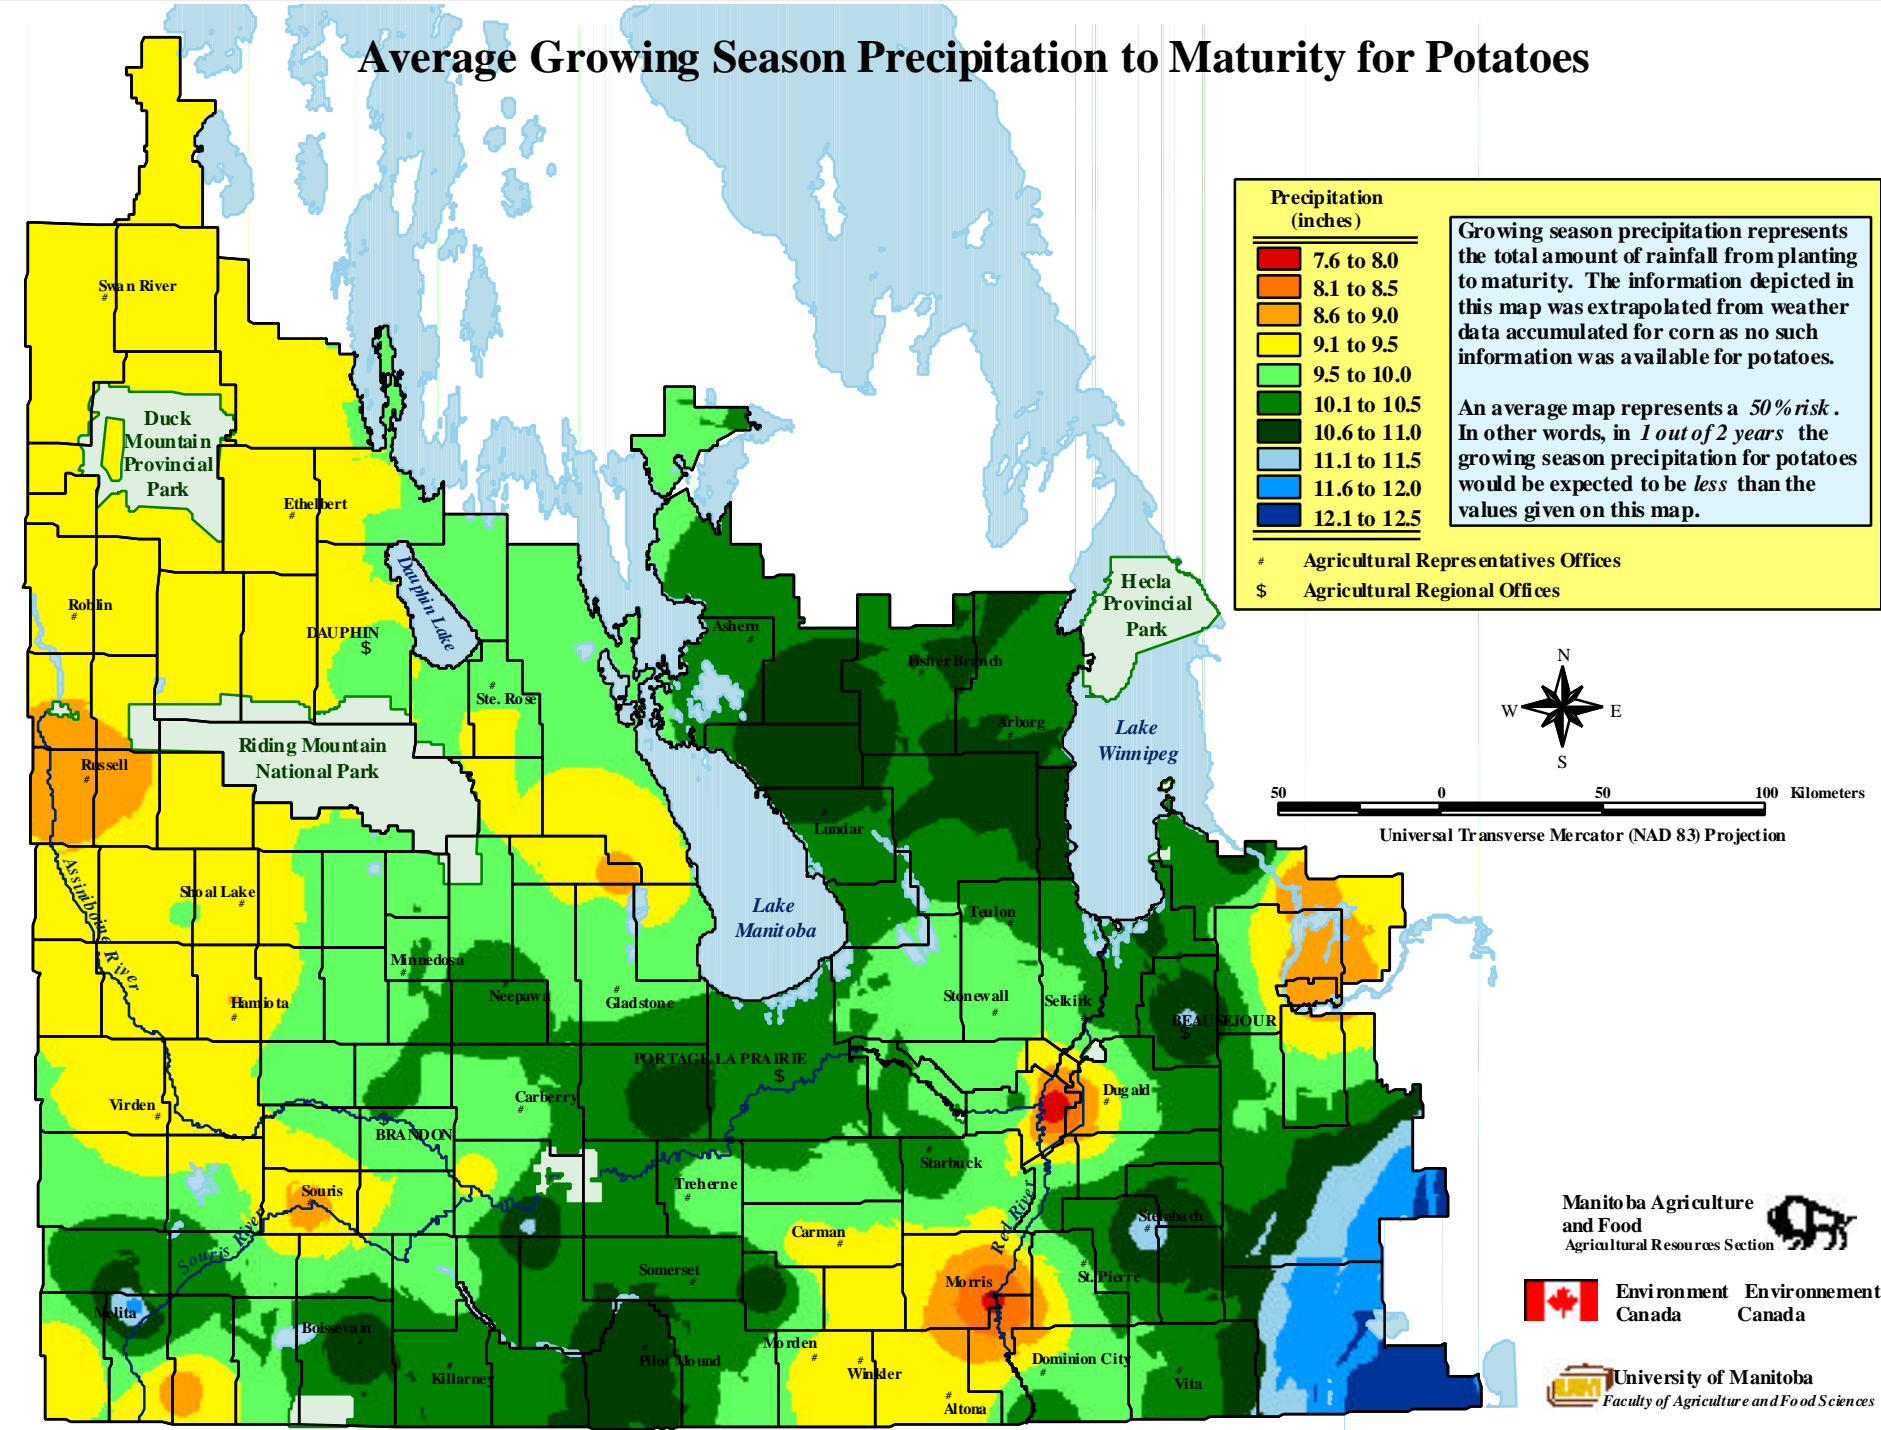 Average Growing Season Precipitation to Maturity for Potatoes
Precipitation
(inches)
7.6 to 8.0
8.1 to 8.5
8.6 to 9.0
9.1 to 9.5
9.5 to 10.0
10.1 to 10.5
10.6 to 11.0
11.1 to 11.5
11.6 to 12.0
12.1 to 12.5
# Agricultural Representatives Offices
$ Agricultural Regional Offices
Growing season precipitation represents
the total amount of rainfall from planting
to maturity. The information depicted in
this map was extrapolated from weather
data accumulated for corn as no such
information was available for potatoes.
An average map represents a 50% risk.
In other words, in 1 out of 2 years the
growing season precipitation for potatoes
would be expected to be less than the
values given on this map.
Swan River
#
Duck
Mountain
Provincial
Park
Ethelbert
#
Dauphin Lake
Roblin
#
DAUPHIN
$
Ste. Rose
#
Ashern
#
Fisher Branch
#
Hecla
Provincial
Park
Arborg
#
Lake
Winnipeg
Riding Mountain
National Park
Russell
#
Lundar
#
Assiniboine River
Shoal Lake
#
Lake
Manitoba
Teulon
#
Minnedosa
#
Neepawa
#
Gladstone
#
Hamiota
#
Stonewall
#
Selkirk
BEAUSEJOUR
$
PORTAGE LA PRAIRIE
$
Virden
#
Carberry
#
Dugald
#
BRANDON
$
Starbuck
#
Souris
#
Treherne
#
Red River
Steinbach
#
Souris River
Carman
#
Somerset
#
Morris
St. Pierre
#
Melita
Boissevain
#
Pilot Mound
#
Morden
#
Winkler
#
Killarney
#
Dominion City
#
Vita
#
Altona
#
N
W
E
S
50 0 50 100 Kilometers
Universal Transverse Mercator (NAD 83) Projection
Manitoba Agriculture
and Food
Agricultural Resources Section
Environment Environnement
Canada Canada
University of Manitoba
Faculty of Agriculture and Food Sciences